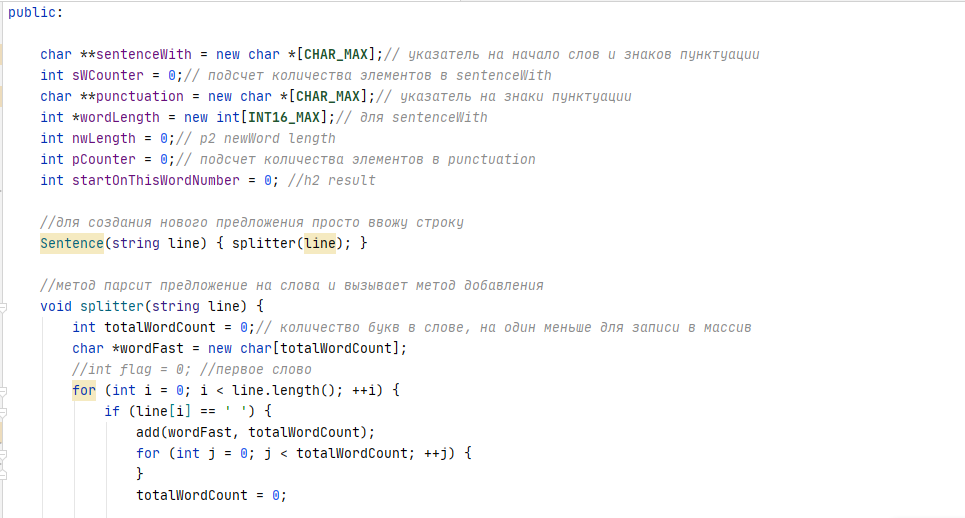 public:
char **sentenceWith = new char *[CHAR_MAX];// указатель на начало слов и знаков пунктуации
int sWCounter = 0;// подсчет количества элементов в sentenceWith
char **punctuation = new char *[CHAR_MAX];// указатель на знаки пунктуации
int *wordLength = new int[INT16_MAX];// для sentenceWith
int nwLength = 0;// p2 newWord length
int pCounter = 0;// подсчет количества элементов в punctuation
int startOnThisWordNumber = 0; //h2 result
//для создания нового предложения просто ввожу строку
Sentence(string line) { splitter(line); }
//метод парсит предложение на слова и вызывает метод добавления
void splitter(string line) {
int totalWordCount = 0;// количество букв в слове, на один меньше для записи в массив
char *wordFast = new char[totalWordCount];
//int flag = 0; //первое слово
for (int i = 0; i < line.length(); ++i) {
if (line[i] == ' ') {
add(wordFast, totalWordCount);
for (int j = 0; j < totalWordCount; ++j) {
}
totalWordCount = 0;